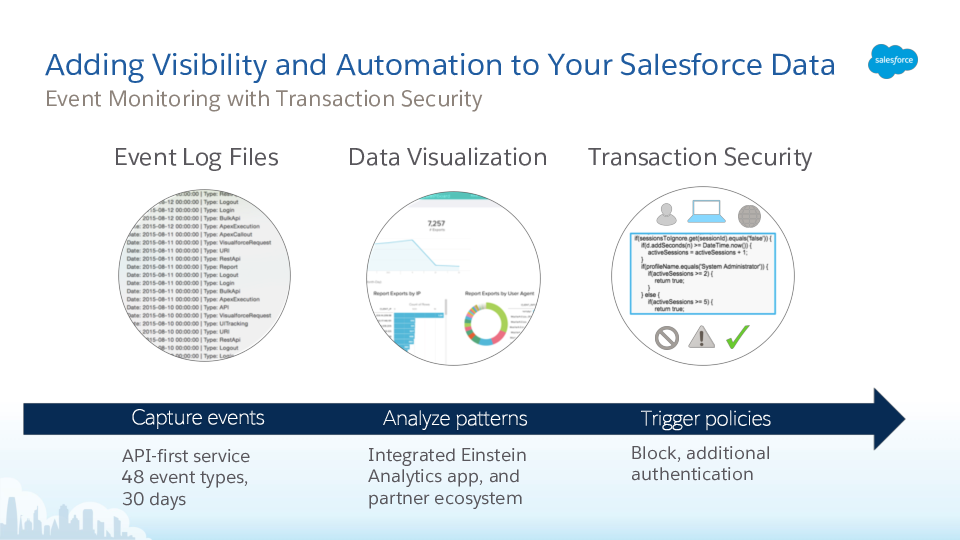 Adding Visibility and Automation to Your Salesforce Data
salesforce
Event Monitoring with Transaction Security
Event Log Files
Data Visualization
Transaction Security
00:00:00 | Type: Rest
2015-08-12 00:00:00 | Type: Logout
2015-08-12 00:00:00 | Type: Login
2015-08-12 00:00:00 | Type: BulkApi
Date: 2015-08-12 00:00:00 | Type: ApexExecution
Date: 2015-08-11 00:00:00 | Type: ApexCallout
Date: 2015-08-11 00:00:00 | Type: VisualforceRequest
Date: 2015-08-11 00:00:00 | Type: URI
Date: 2015-08-11 00:00:00 | Type: RestApi
Date: 2015-08-11 00:00:00 | Type: Report
Date: 2015-08-11 00:00:00 | Type: Logout
Date: 2015-08-11 00:00:00 | Type: Login
Date: 2015-08-11 00:00:00 | Type: BulkApi
Date: 2015-08-11 00:00:00 | Type: ApexExecution
Date: 2015-08-10 00:00:00 | Type: API
Date: 2015-08-10 00:00:00 | Type: VisualforceRequest
2015-08-10 00:00:00 | Type: UITracking
2015-08-10 00:00:00 | Type: URI
2015-08-10 00:00:00 | Type: RestApi
08-10 00:00:00 | Type: Report
00:00:00 | Type: Logout
00:00 | Type: Login
7,257
Report Exports by IP
Report Exports by User Agent
if(sessionsToIgnore.get(sessionId).equals('false')) {
if(d.addSeconds(n) >= DateTime.now()) {
activeSessions = activeSessions + 1;
}
if(profileName.equals('System Administrator')) {
if(activeSessions >= 2) {
return true;
}
} else {
if(activeSessions >= 5) {
return true;
Capture events
Analyze patterns
Trigger policies
API-first service
48 event types,
30 days
Integrated Einstein
Analytics app, and
partner ecosystem
Block, additional
authentication